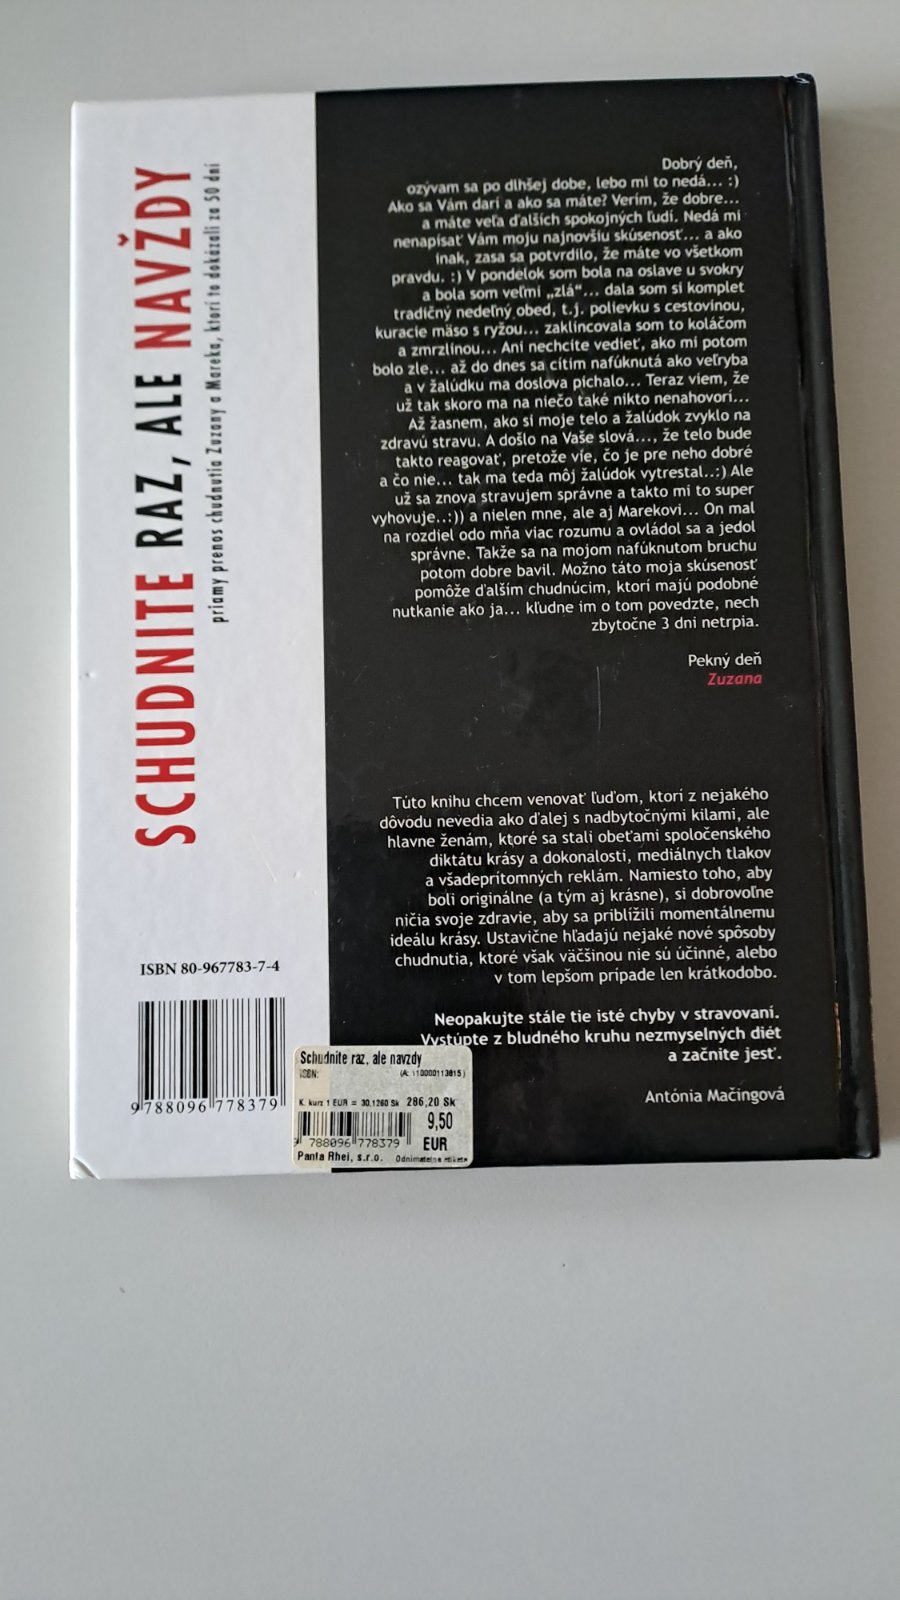 SCHUDNITE RAZ, ALE NAVŽDY
priamy prenos chudnutia Zuzany a Mareka, ktorí to dokázali za 50 dní
Dobrý deň,
ozývam sa po dlhšej dobe, lebo mi to nedá... :)
Ako sa Vám darí a ako sa máte? Verím, že dobre...
a máte veľa ďalších spokojných ľudí. Nedá mi
nenapísať Vám moju najnovšiu skúsenosť... a ako
inak, zasa sa potvrdilo, že máte vo všetkom
pravdu. :) V pondelok som bola na oslave u svokry
a bola som veľmi „zlá“... dala som si komplet
tradičný nedeľný obed, t.j. polievku s cestovinou,
kuracie mäso s ryžou... zaklincovala som to koláčom
a zmrzlinou... Ani nechcite vedieť, ako mi potom
bolo zle... až do dnes sa cítim nafúknutá ako veľryba
a v žalúdku ma doslova píchalo... Teraz viem, že
už tak skoro ma na niečo také nikto nenahovorí...
Až žasnem, ako si moje telo a žalúdok zvyklo na
zdravú stravu. A došlo na Vaše slová..., že telo bude
takto reagovať, pretože vie, čo je pre neho dobré
a čo nie... tak ma teda môj žalúdok vytrestal..:) Ale
už sa znova stravujem správne a takto mi to super
vyhovuje..:)) a nielen mne, ale aj Marekovi... On mal
na rozdiel odo mňa viac rozumu a ovládol sa a jedol
správne. Takže sa na mojom nafúknutom bruchu
potom dobre bavil. Možno táto moja skúsenosť
pomôže ďalším chudnúcim, ktorí majú podobné
nutkanie ako ja... kľudne im o tom povedzte, nech
zbytočne 3 dni netrpia.
Pekný deň
Zuzana
Túto knihu chcem venovať ľuďom, ktorí z nejakého
dôvodu nevedia ako ďalej s nadbytočnými kilami, ale
hlavne ženám, ktoré sa stali obeťami spoločenského
diktátu krásy a dokonalosti, mediálnych tlakov
a všadeprítomných reklám. Namiesto toho, aby
boli originálne (a tým aj krásne), si dobrovoľne
ničia svoje zdravie, aby sa priblížili momentálnemu
ideálu krásy. Ustavične hľadajú nejaké nové spôsoby
chudnutia, ktoré však väčšinou nie sú účinné, alebo
v tom lepšom prípade len krátkodobo.
Neopakujte stále tie isté chyby v stravovaní.
Vystúpte z bludného kruhu nezmyselných diét
a začnite jesť.
Antónia Mačingová
ISBN 80-967783-7-4
9 788096 778379
Schudnite raz, ale navzdy
ISBN: (A: 110000113815)
K. kurz 1 EUR = 30.1260 Sk 286,20 Sk
9,50
788096 778379
EUR
Panta Rhei, s.r.o. Odnímateľná etiketa